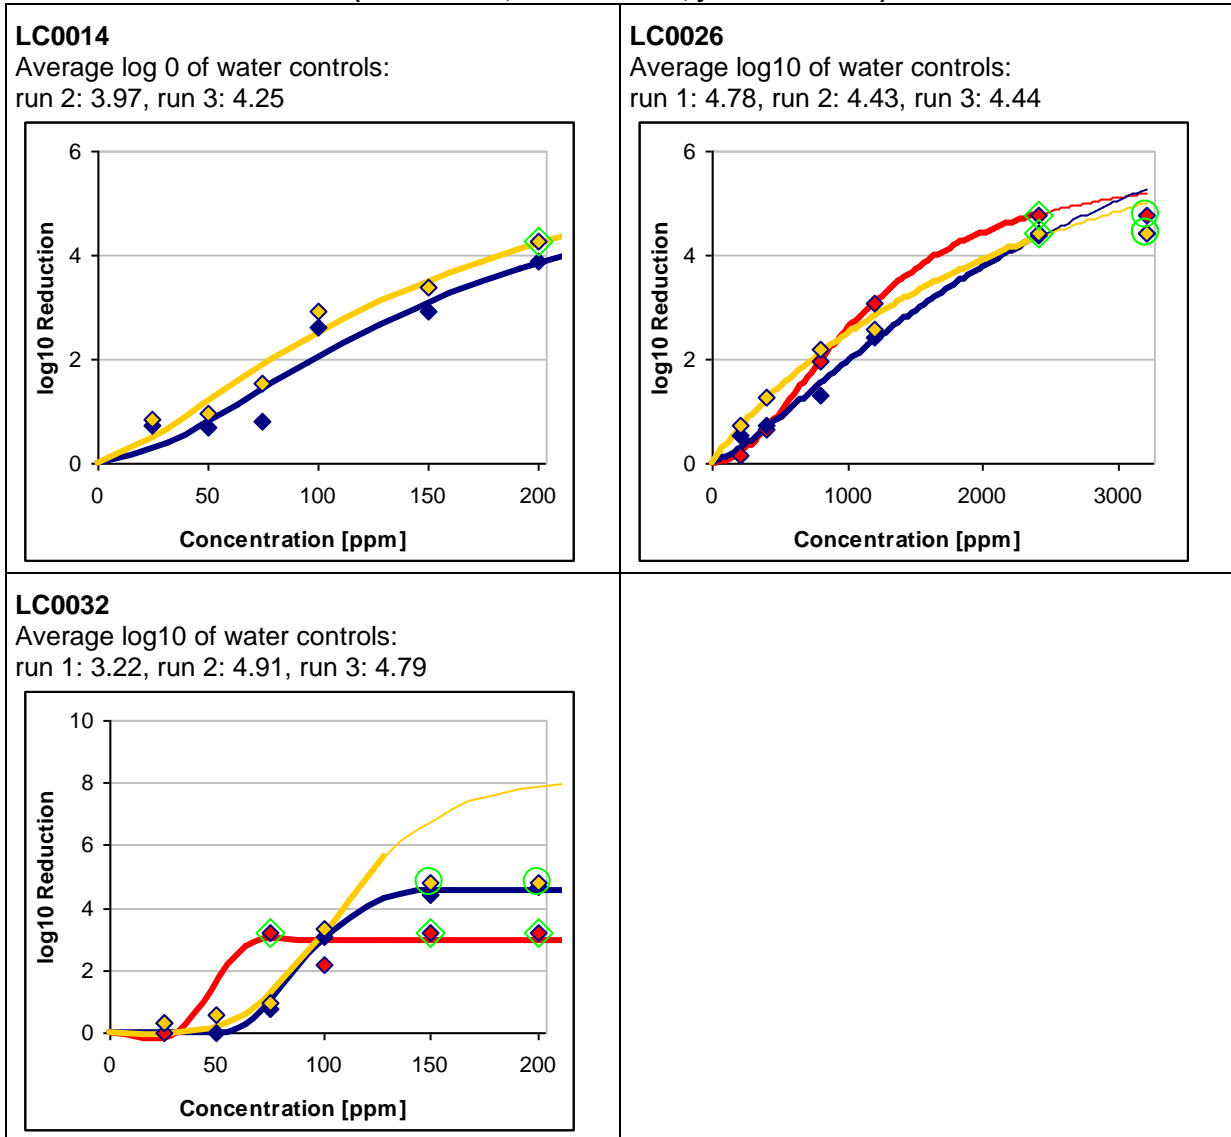 LC0014
Average log 0 of water controls:
run 2: 3.97, run 3: 4.25
6
4
2
0
log10 Reduction
0 50 100 150 200
Concentration [ppm]
LC0026
Average log10 of water controls:
run 1: 4.78, run 2: 4.43, run 3: 4.44
6
4
2
0
log10 Reduction
0 1000 2000 3000
Concentration [ppm]
LC0032
Average log10 of water controls:
run 1: 3.22, run 2: 4.91, run 3: 4.79
10
8
6
4
2
0
log10 Reduction
0 50 100 150 200
Concentration [ppm]